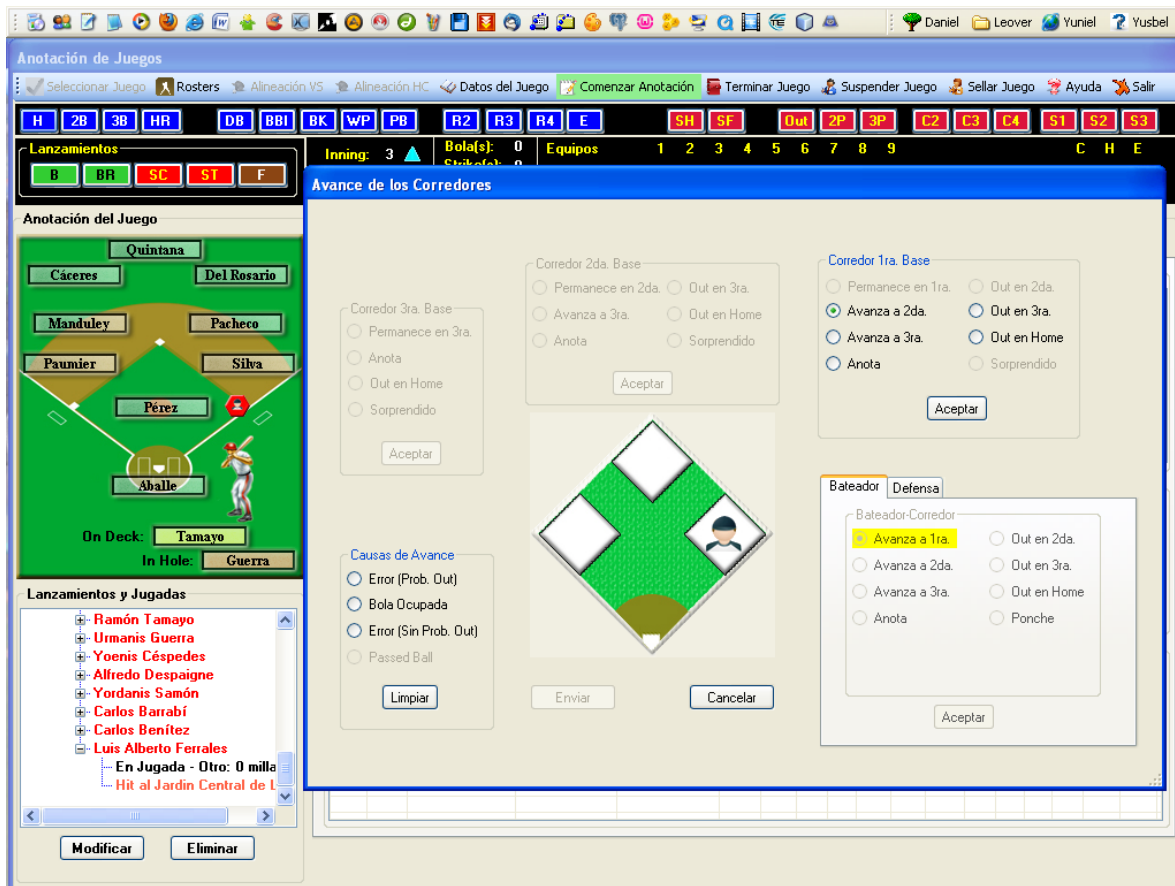 Daniel Leover Yuniel Yusbel
Anotación de Juegos
Seleccionar Juego Rosters Alineación VS Alineación HC Datos del Juego Comenzar Anotación Terminar Juego Suspender Juego Sellar Juego Ayuda Salir
H 2B 3B HR DB BBI BK WP PB R2 R3 R4 E SH SF Out 2P 3P C2 C3 C4 S1 S2 S3
Lanzamientos
B BR SC ST F
Inning: 3
Bola(s): 0
Strike(s): 0
Equipos 1 2 3 4 5 6 7 8 9 C H E
Avance de los Corredores
Anotación del Juego
Quintana
Cáceres Del Rosario
Manduley Pacheco
Paumier Silva
Pérez
Aballe
On Deck: Tamayo
In Hole: Guerra
Corredor 3ra. Base
Permanece en 3ra.
Anota
Out en Home
Sorprendido
Aceptar
Corredor 2da. Base
Permanece en 2da. Out en 3ra.
Avanza a 3ra. Out en Home
Anota Sorprendido
Aceptar
Corredor 1ra. Base
Permanece en 1ra. Out en 2da.
Avanza a 2da. Out en 3ra.
Avanza a 3ra. Out en Home
Anota Sorprendido
Aceptar
Causas de Avance
Error (Prob. Out)
Bola Ocupada
Error (Sin Prob. Out)
Passed Ball
Limpiar
Enviar
Cancelar
Bateador Defensa
Bateador-Corredor
Avanza a 1ra. Out en 2da.
Avanza a 2da. Out en 3ra.
Avanza a 3ra. Out en Home
Anota Ponche
Aceptar
Lanzamientos y Jugadas
Ramón Tamayo
Urmanis Guerra
Yoenis Céspedes
Alfredo Despaigne
Yordanis Samón
Carlos Barrabí
Carlos Benítez
Luis Alberto Ferrales
En Jugada - Otro: 0 milla
Hit al Jardin Central de L
Modificar Eliminar